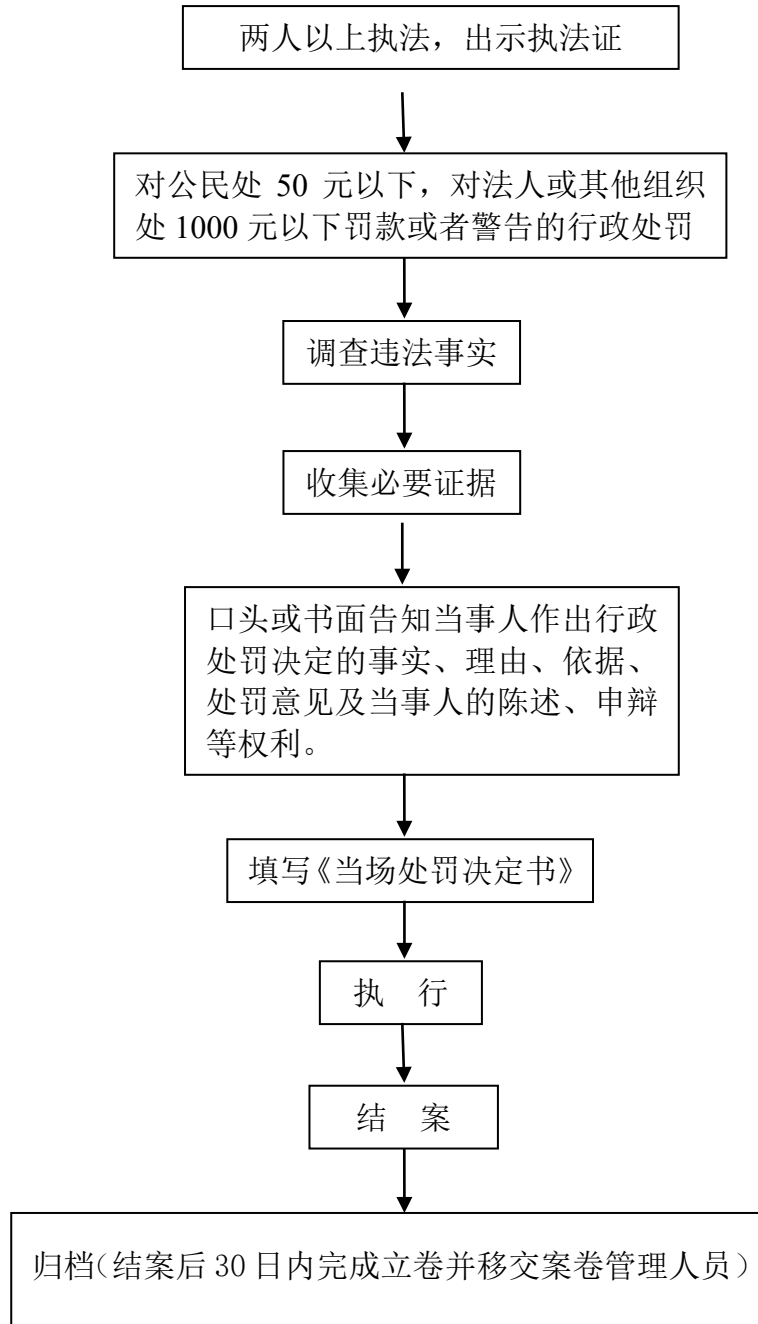 两人以上执法，出示执法证
对公民处 50 元以下，对法人或其他组织
处 1000 元以下罚款或者警告的行政处罚
调查违法事实
收集必要证据
口头或书面告知当事人作出行政
处罚决定的事实、理由、依据、
处罚意见及当事人的陈述、申辩
等权利。
填写《当场处罚决定书》
执 行
结 案
归档（结案后 30 日内完成立卷并移交案卷管理人员）